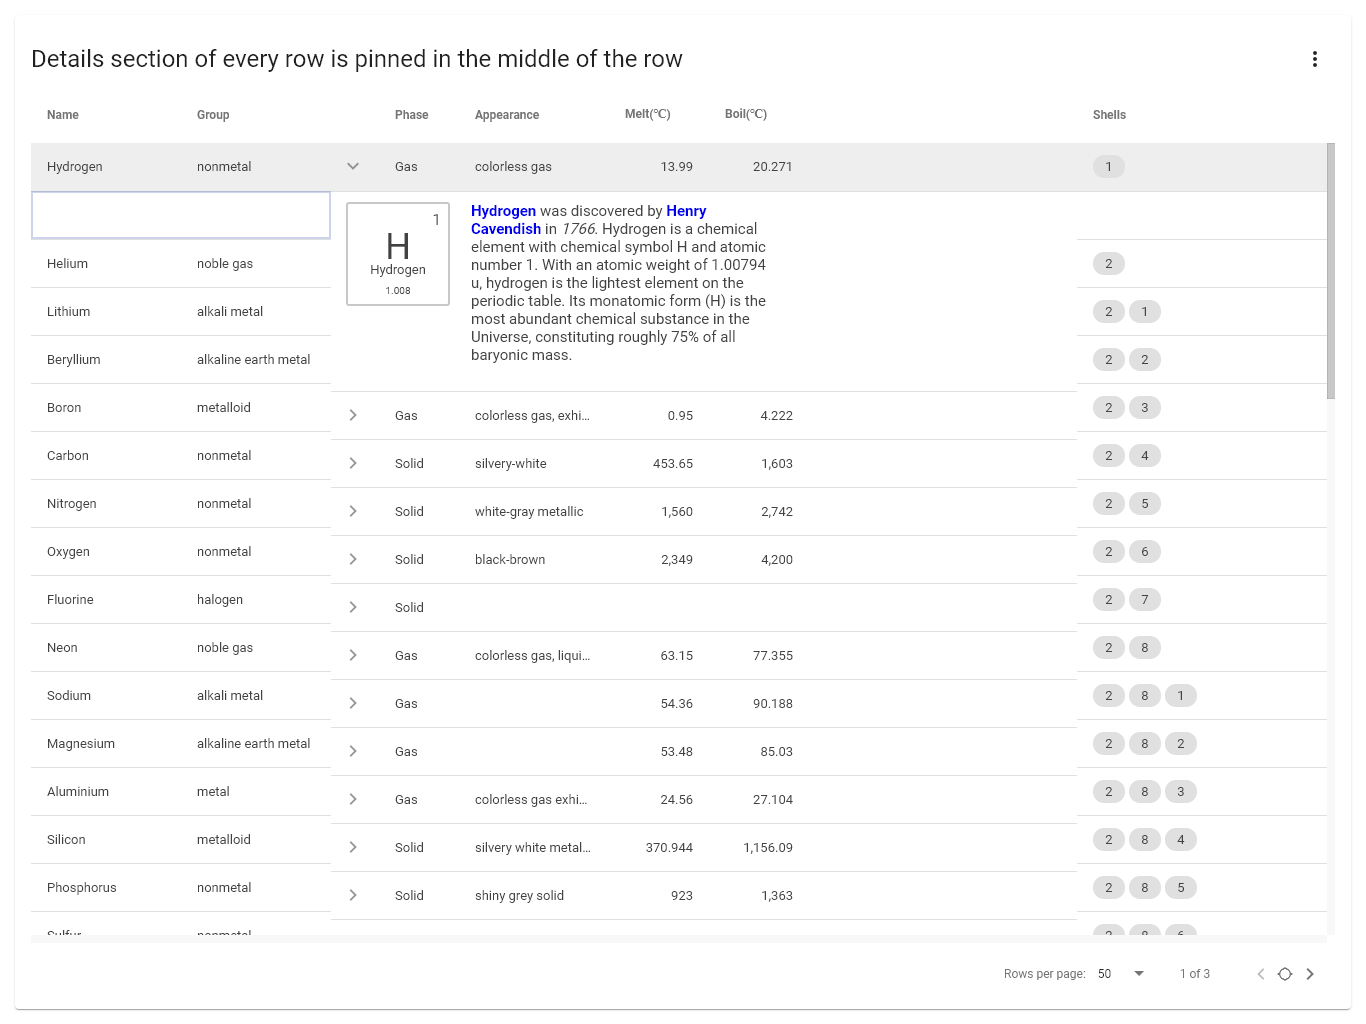 Details section of every row is pinned in the middle of the row
Name Group Phase Appearance Melt(°C) Boil(°C) Shells
Hydrogen nonmetal Gas colorless gas 13.99 20.271 1
1
H
Hydrogen
1.008
Hydrogen was discovered by Henry
Cavendish in 1766. Hydrogen is a chemical
element with chemical symbol H and atomic
number 1. With an atomic weight of 1.00794
u, hydrogen is the lightest element on the
periodic table. Its monatomic form (H) is the
most abundant chemical substance in the
Universe, constituting roughly 75% of all
baryonic mass.
Helium noble gas 2
Lithium alkali metal 2 1
Beryllium alkaline earth metal 2 2
Boron metalloid 2 3
Gas colorless gas, exhi... 0.95 4.222
Carbon nonmetal 2 4
Solid silvery-white 453.65 1,603
Nitrogen nonmetal 2 5
Solid white-gray metallic 1,560 2,742
Oxygen nonmetal 2 6
Solid black-brown 2,349 4,200
Fluorine halogen 2 7
Solid
Neon noble gas 2 8
Gas colorless gas, liqui... 63.15 77.355
Sodium alkali metal 2 8 1
Gas 54.36 90.188
Magnesium alkaline earth metal 2 8 2
Gas 53.48 85.03
Aluminium metal 2 8 3
Gas colorless gas exhi... 24.56 27.104
Silicon metalloid 2 8 4
Solid silvery white metal... 370.944 1,156.09
Phosphorus nonmetal 2 8 5
Solid shiny grey solid 923 1,363
Sulfur nonmetal 2 8 6
Rows per page: 50 1 of 3